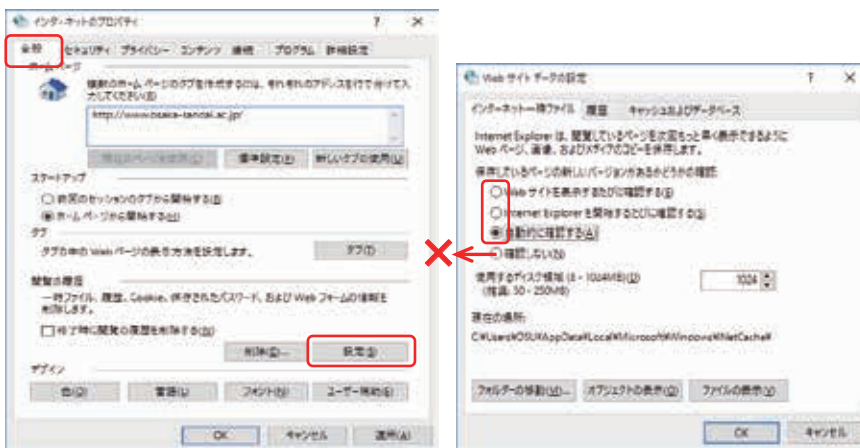 インターネットのプロパティ
全般 セキュリティ プライバシー コンテンツ 接続 プログラム 詳細設定
ホーム ページ
複数のホーム ページのタブを作成するには、それぞれのアドレスを行で分けて入
力してください(R)
http://www.osaka-sandai.ac.jp/
現在のページを使用(C) 標準設定(F) 新しいタブの使用(U)
スタートアップ
前回のセッションのタブから開始する(B)
ホーム ページから開始する(H)
タブ
タブの中の Web ページの表示方法を設定します。 タブ(T)
閲覧の履歴
一時ファイル、履歴、Cookie、保存されたパスワード、および Web フォームの情報を
削除します。
終了時に閲覧の履歴を削除する(W)
削除(D)... 設定(S)
デザイン
色(O) 言語(L) フォント(N) ユーザー補助(E)
OK キャンセル 適用(A)
Web サイト データの設定
インターネット一時ファイル 履歴 キャッシュおよびデータベース
Internet Explorer は、閲覧しているページを次回もっと早く表示できるように
Web ページ、画像、およびメディアのコピーを保存します。
保存しているページの新しいバージョンがあるかどうかの確認:
Web サイトを表示するたびに確認する(E)
Internet Explorer を開始するたびに確認する(S)
自動的に確認する(A)
確認しない(N)
使用するディスク領域 (8 - 1024MB)(D) 1024
(推奨: 50 - 250MB)
現在の場所:
C:¥Users¥OSU¥AppData¥Local¥Microsoft¥Windows¥INetCache¥
フォルダーの移動(M)... オブジェクトの表示(O) ファイルの表示(V)
OK キャンセル